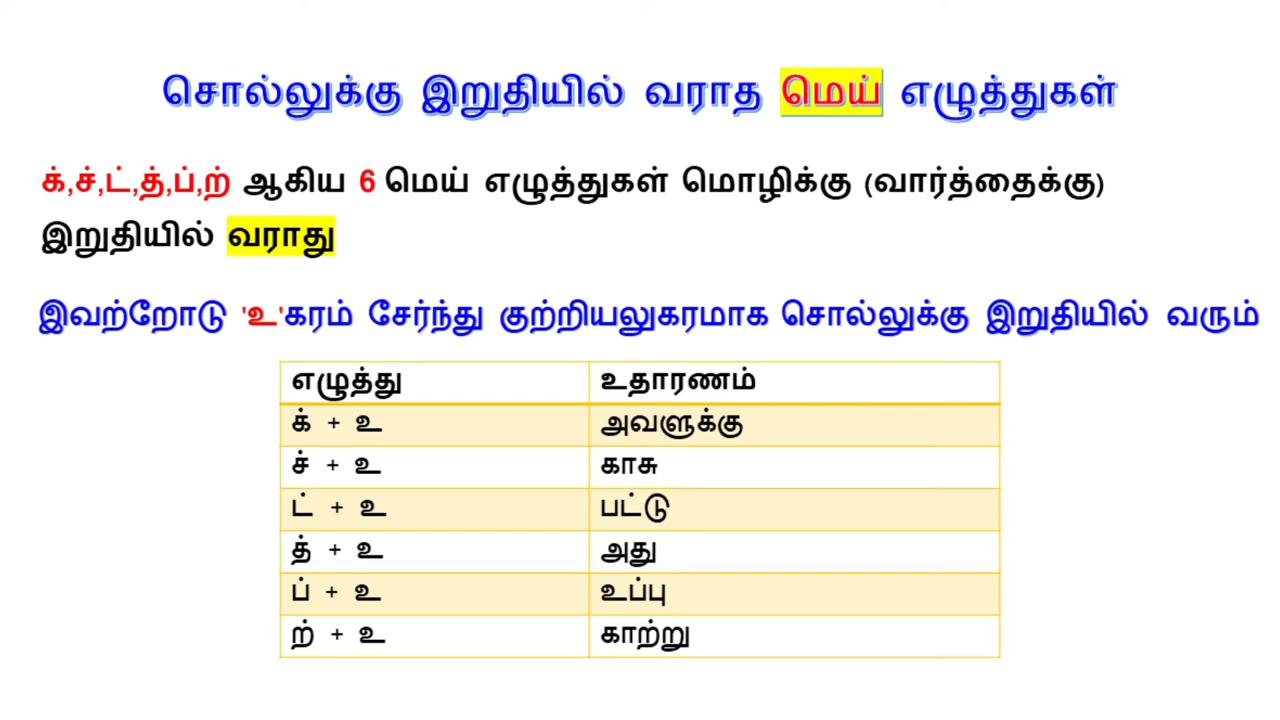 சொல்லுக்கு இறுதியில் வராத மெய் எழுத்துகள்
க்,ச்,ட்,த்,ப்,ற் ஆகிய 6 மெய் எழுத்துகள் மொழிக்கு (வார்த்தைக்கு)
இறுதியில் வராது
இவற்றோடு 'உ'கரம் சேர்ந்து குற்றியலுகரமாக சொல்லுக்கு இறுதியில் வரும்
எழுத்து உதாரணம்
க் + உ அவளுக்கு
ச் + உ காசு
ட் + உ பட்டு
த் + உ அது
ப் + உ உப்பு
ற் + உ காற்று